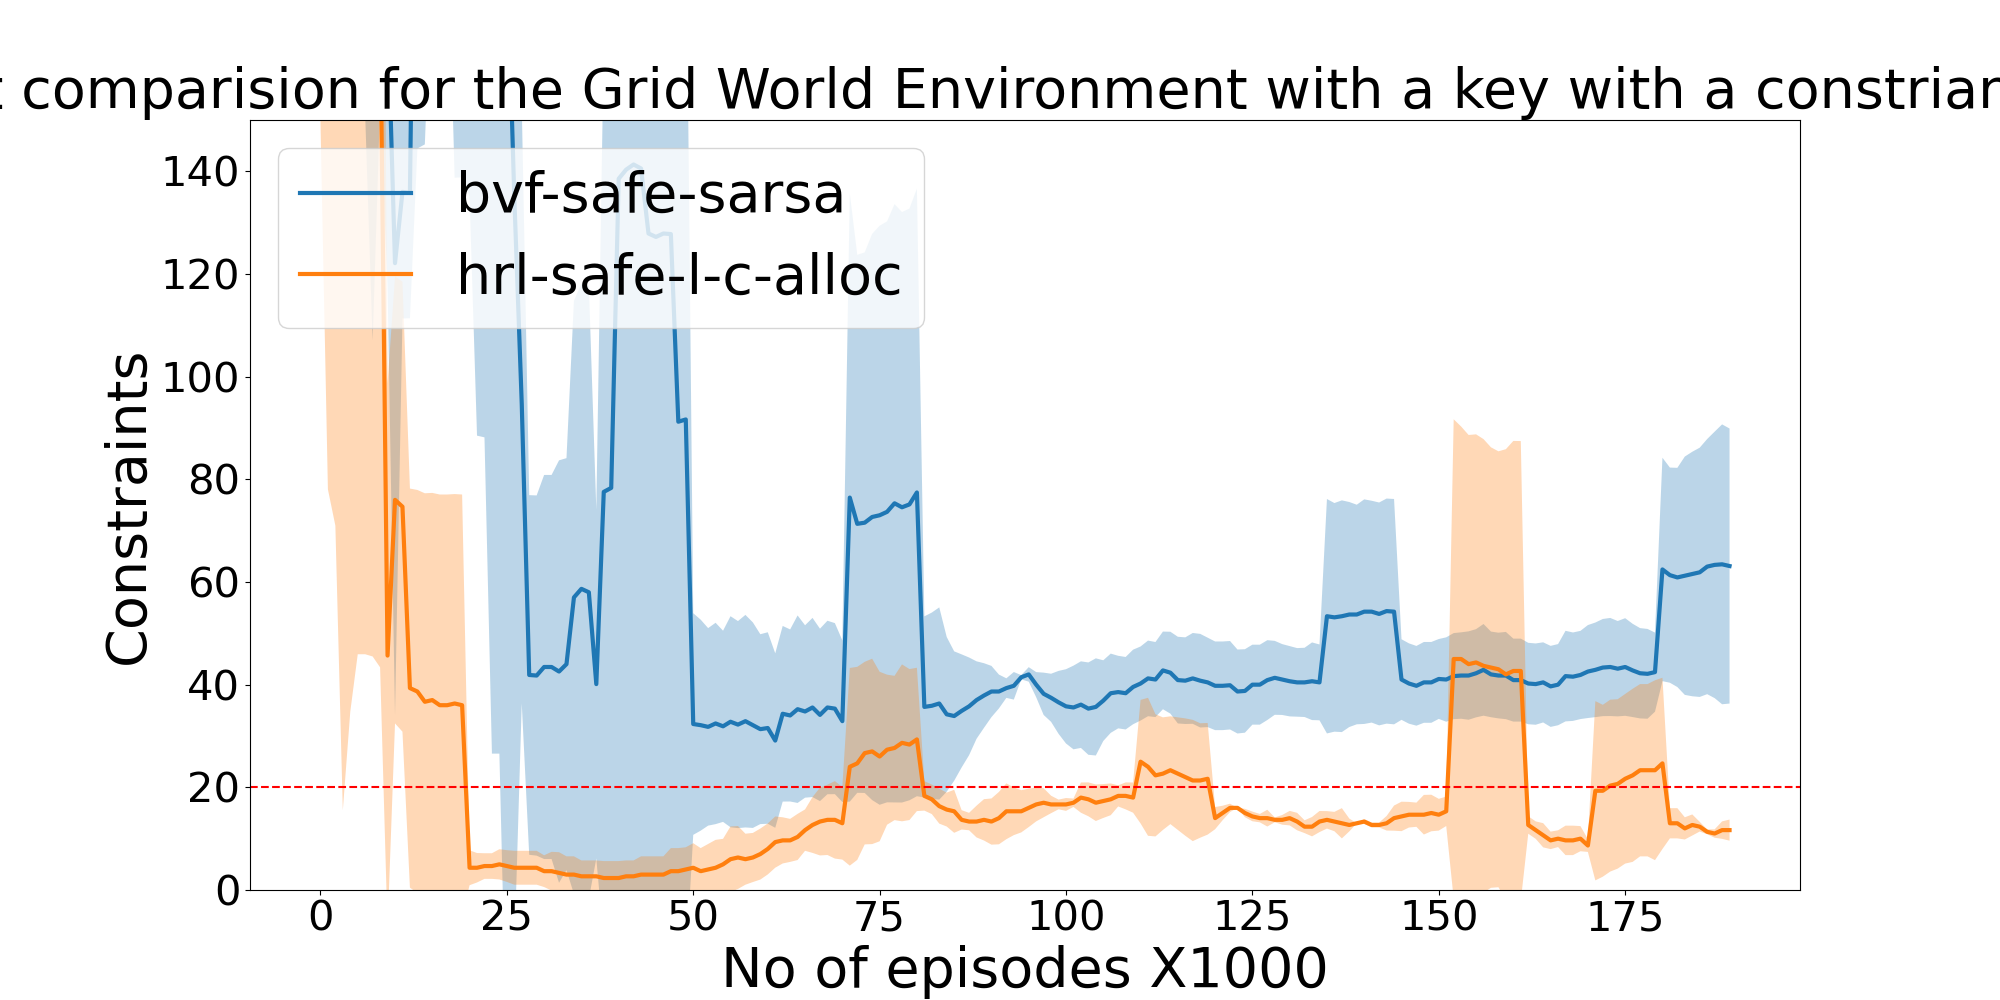 comparision for the Grid World Environment with a key with a
bvf-safe-sarsa
hrl-safe-l-c-alloc
Constraints
140
120
100
80
60
40
20
0
0 25 50 75 100 125 150 175
No of episodes X1000